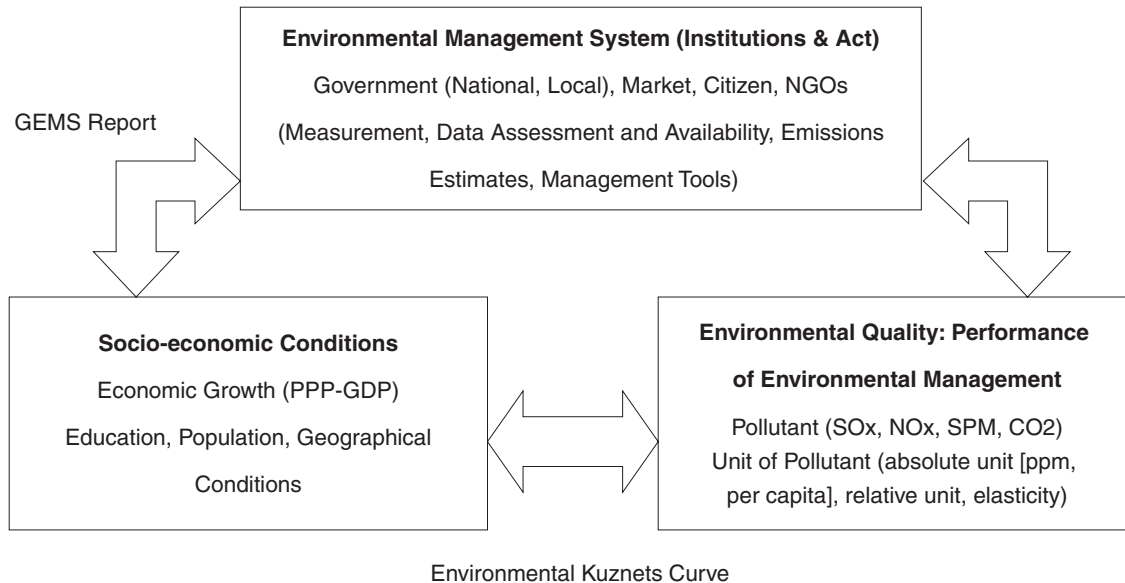 Environmental Management System (Institutions & Act)
Government (National, Local), Market, Citizen, NGOs
(Measurement, Data Assessment and Availability, Emissions
Estimates, Management Tools)
GEMS Report
Socio-economic Conditions
Economic Growth (PPP-GDP)
Education, Population, Geographical
Conditions
Environmental Quality: Performance
of Environmental Management
Pollutant (SOx, NOx, SPM, CO2)
Unit of Pollutant (absolute unit [ppm,
per capita], relative unit, elasticity)
Environmental Kuznets Curve